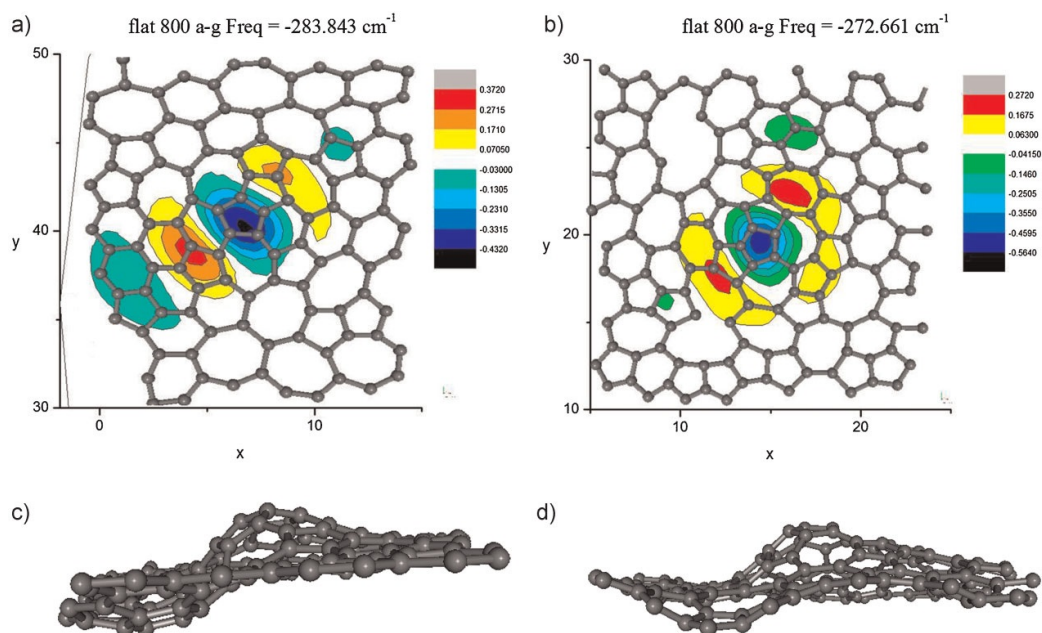 a)
flat 800 a-g Freq = -283.843 cm-1
50
40
30
y
0
10
x
0.3720
0.2715
0.1710
0.07050
-0.03000
-0.1305
-0.2310
-0.3315
-0.4320
b)
flat 800 a-g Freq = -272.661 cm-1
30
20
10
y
10
20
x
0.2720
0.1675
0.06300
-0.04150
-0.1460
-0.2505
-0.3550
-0.4595
-0.5640
c)
d)